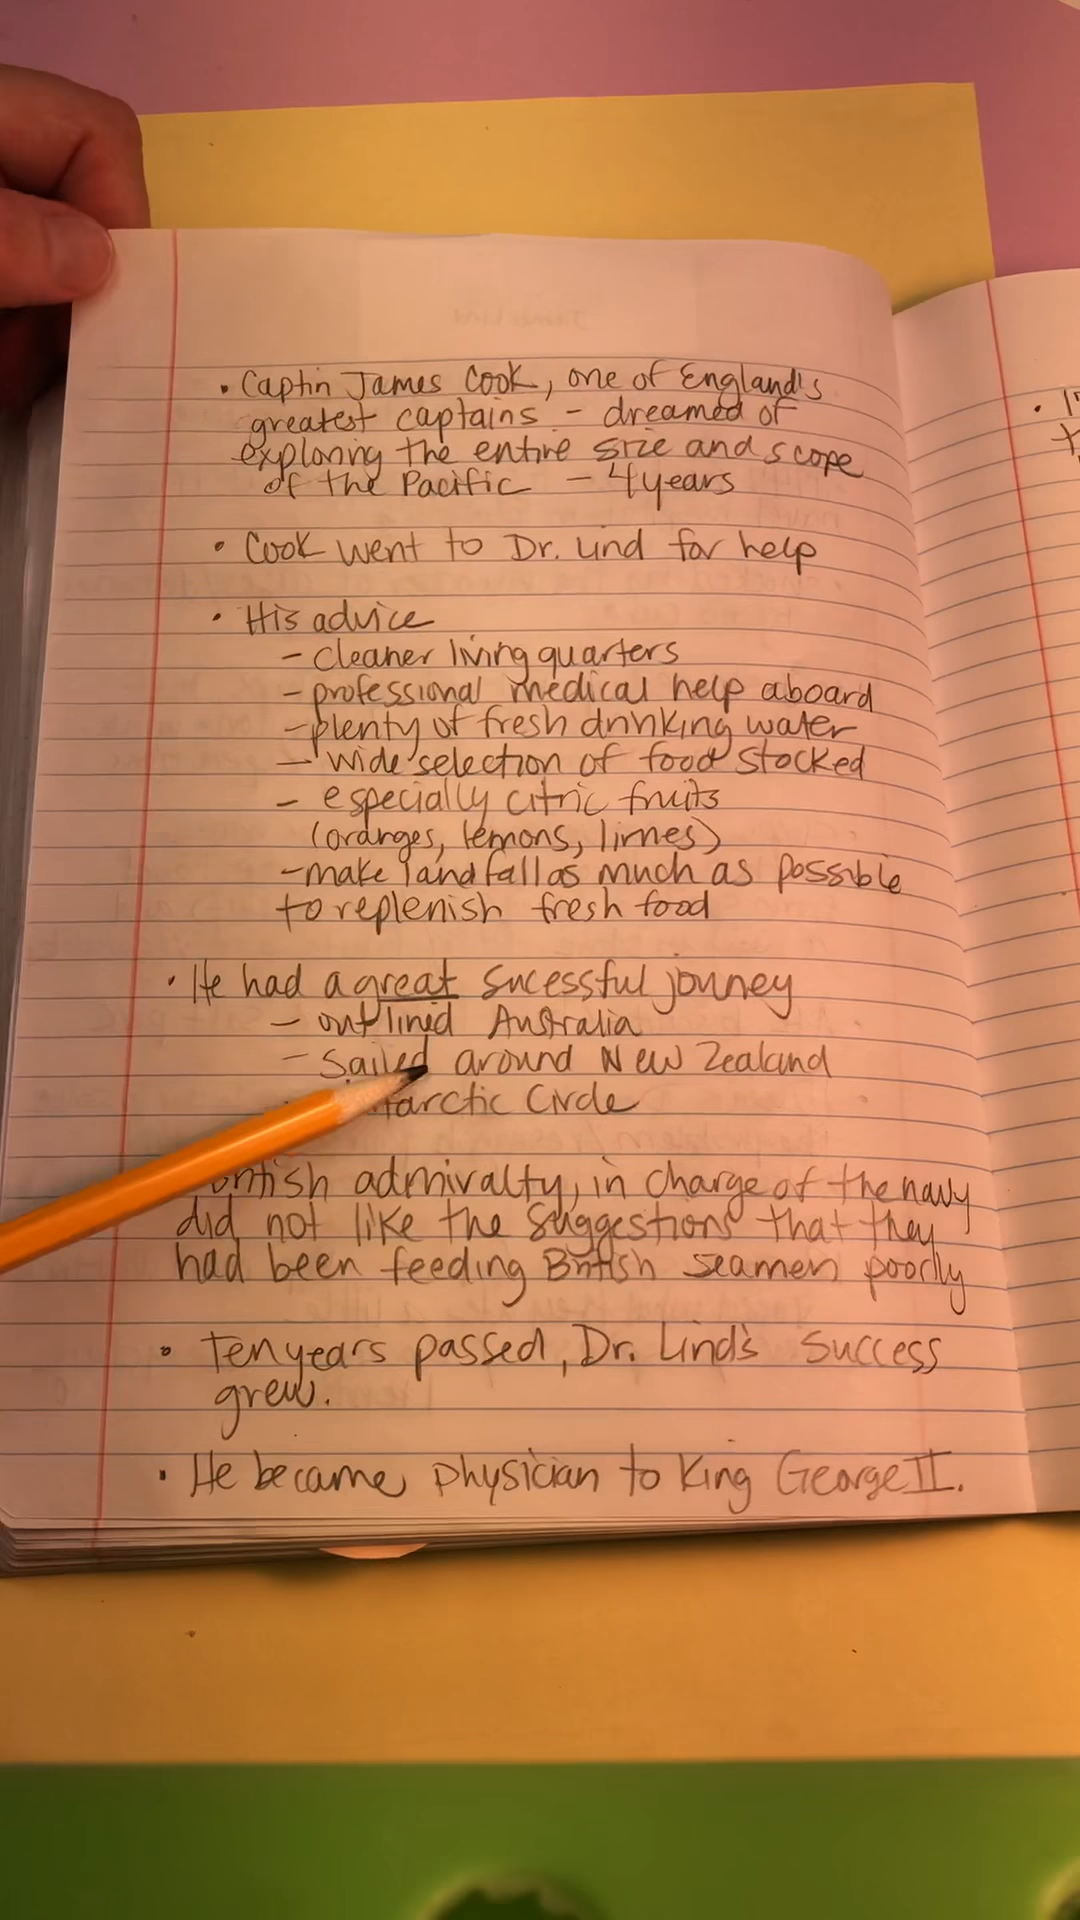 • Captin James Cook, one of England's
greatest captains - dreamed of
exploring the entire size and scope
of the Pacific - 4 years
• Cook went to Dr. Lind for help
• His advice
- cleaner living quarters
- professional medical help aboard
- plenty of fresh drinking water
- wide selection of food stocked
- especially citric fruits
(oranges, lemons, limes)
- make landfall as much as possible
to replenish fresh food
• He had a great sucessful jouney
- outlined Australia
- Sailed around New Zealand
Circle
admiralty, in charge of the navy
did not like the suggestions that they
had been feeding British seamen poorly
• Ten years passed, Dr. Lind's success
grew.
• He became physician to King George II.